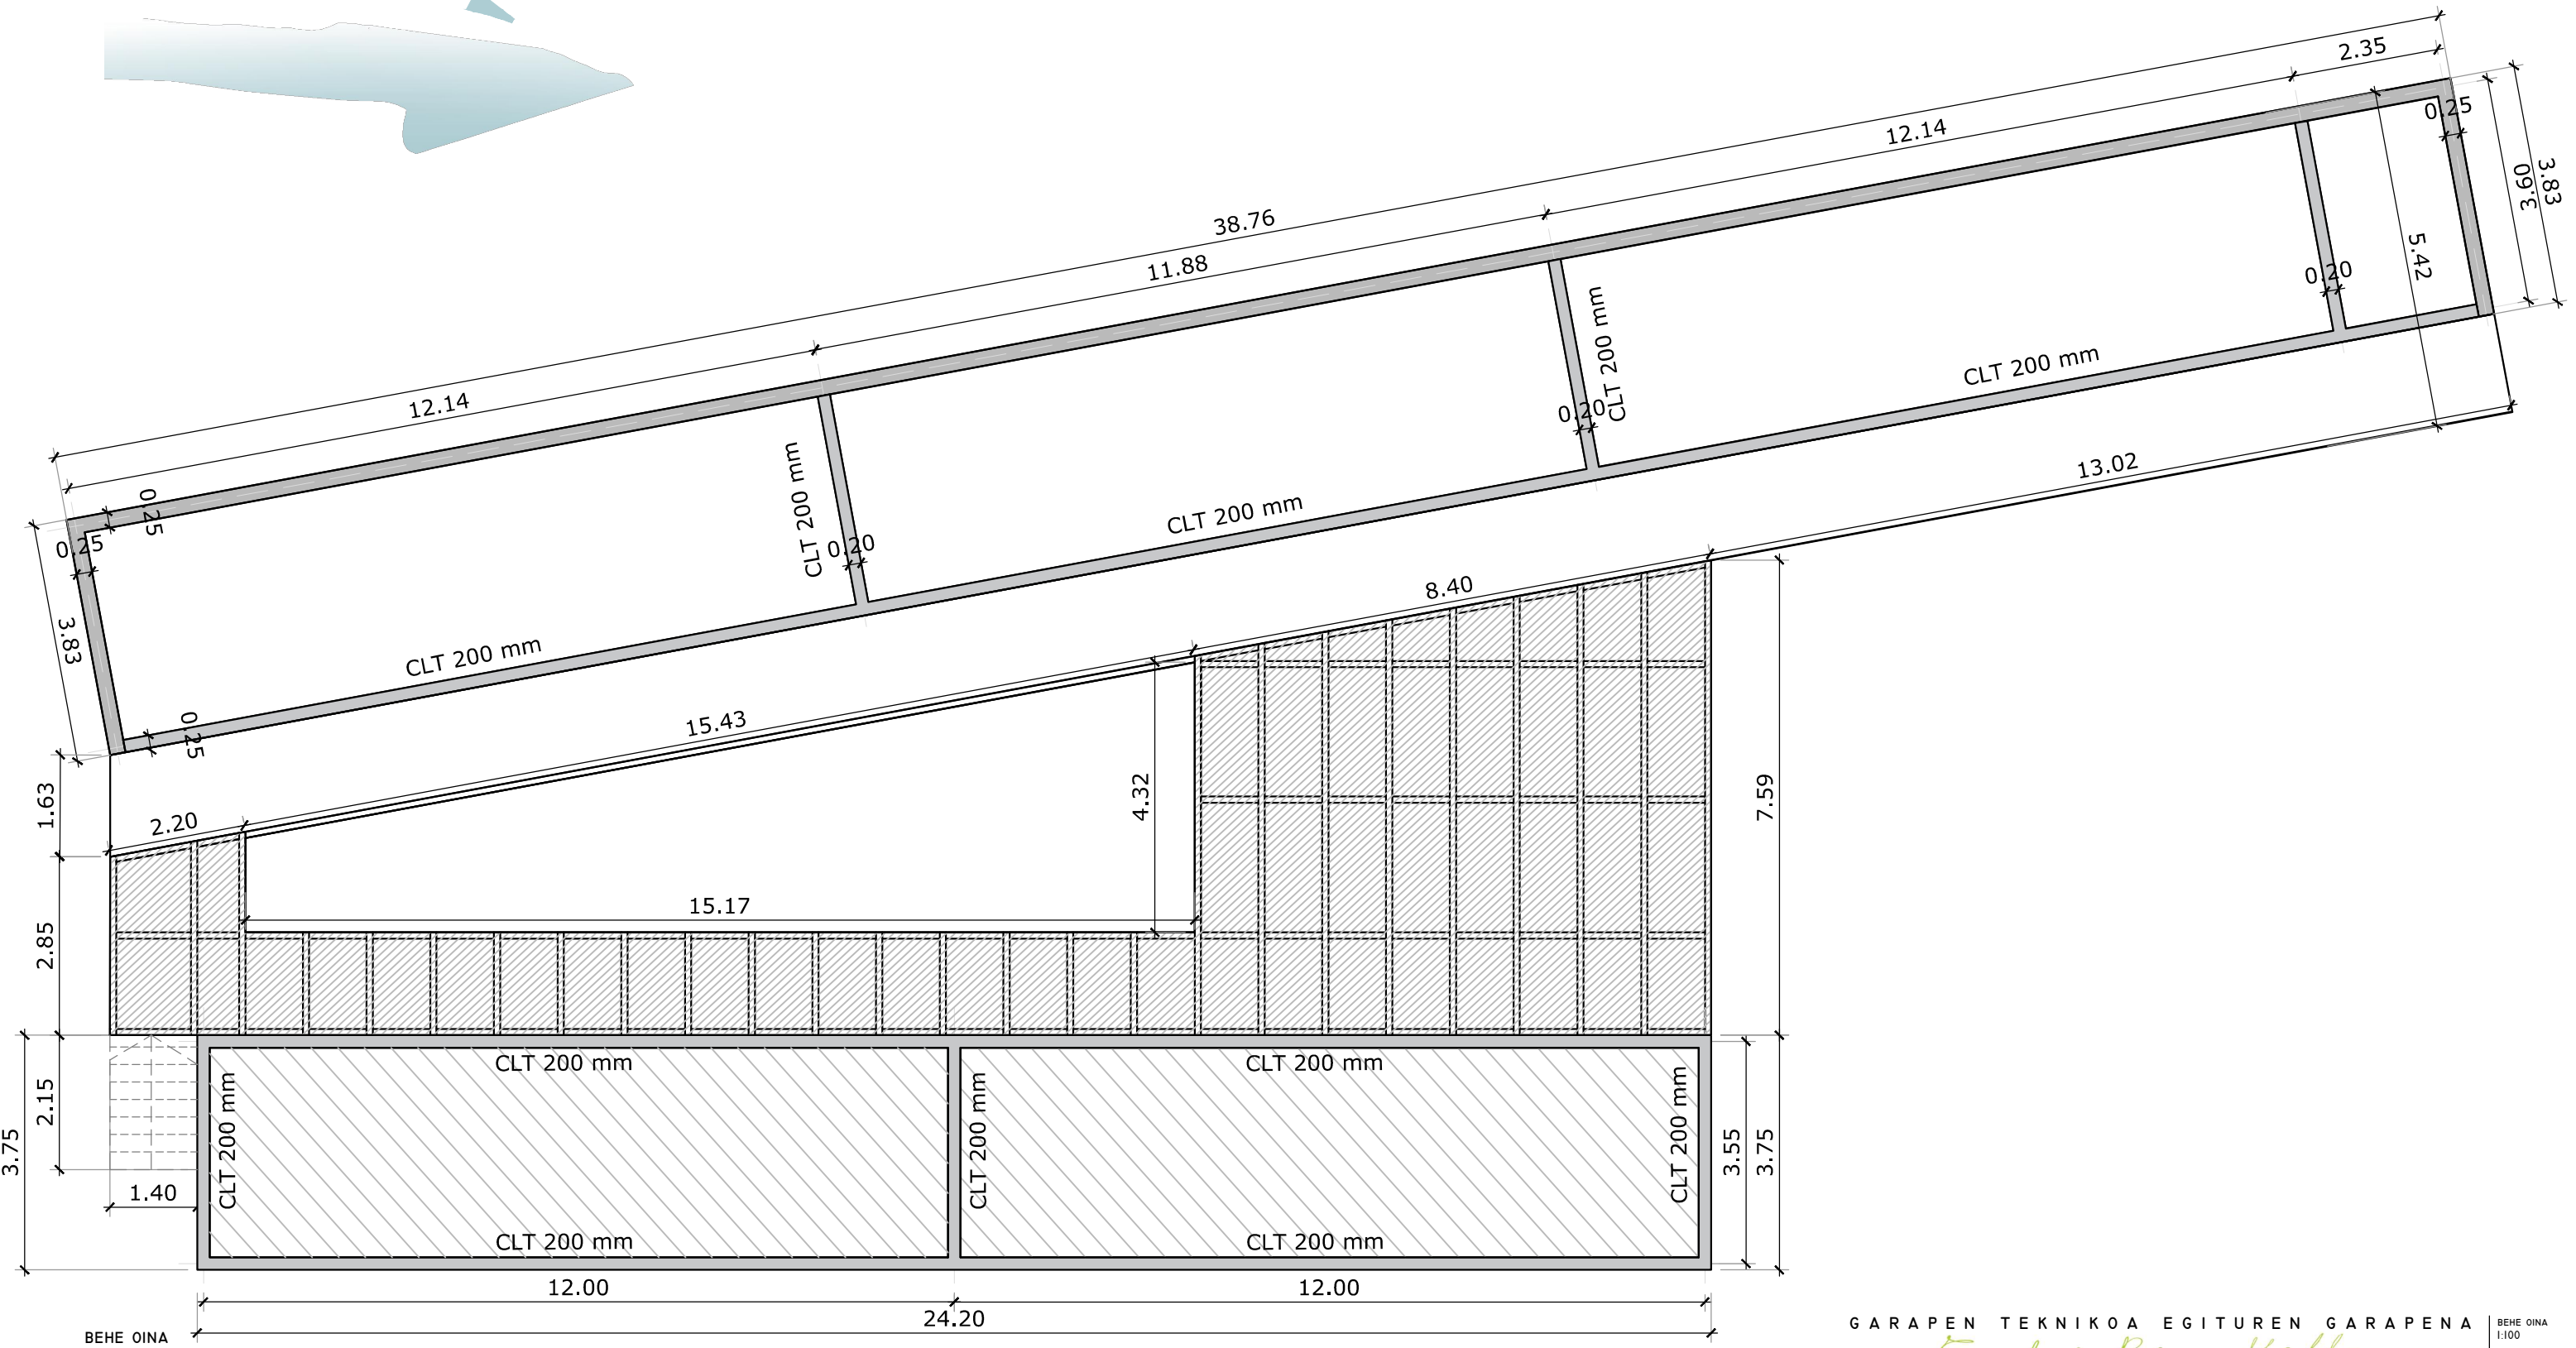 2.35
0.25
12.14
3.83
3.60
38.76
5.42
11.88
0.20
CLT 200 mm
CLT 200 mm
12.14
0.20
13.02
CLT 200 mm
CLT 200 mm
0.25
0.25
0.20
8.40
3.83
CLT 200 mm
15.43
0.25
4.32
7.59
1.63
2.20
15.17
2.85
CLT 200 mm
CLT 200 mm
2.15
CLT 200 mm
CLT 200 mm
CLT 200 mm
3.75
3.55
3.75
1.40
CLT 200 mm
CLT 200 mm
12.00
12.00
24.20
BEHE OINA
GARAPEN TEKNIKOA EGITUREN GARAPENA
BEHE OINA
1:100